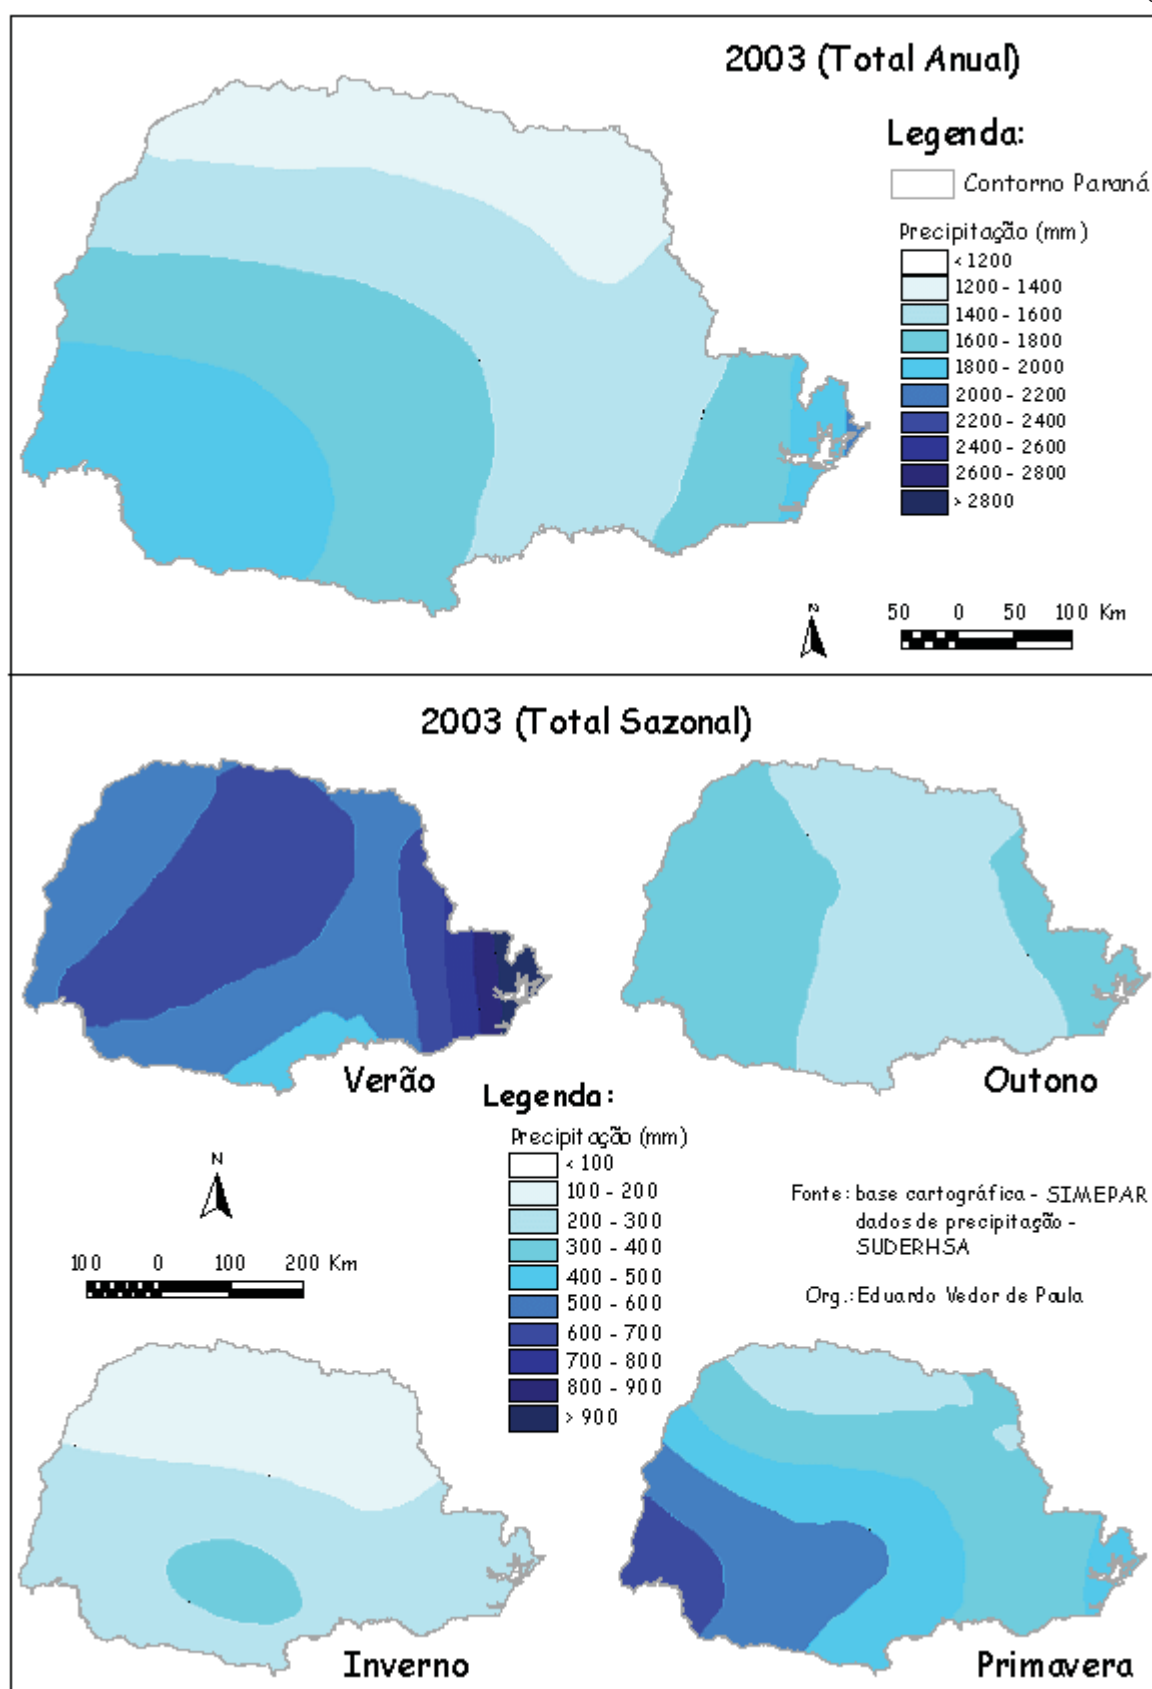 2003 (Total Anual)
Legenda:
Contorno Paraná
Precipitação (mm)
< 1200
1200 - 1400
1400 - 1600
1600 - 1800
1800 - 2000
2000 - 2200
2200 - 2400
2400 - 2600
2600 - 2800
> 2800
N
50 0 50 100 Km
2003 (Total Sazonal)
Verão
Outono
Legenda:
Precipitação (mm)
< 100
100 - 200
200 - 300
300 - 400
400 - 500
500 - 600
600 - 700
700 - 800
800 - 900
> 900
N
100 0 100 200 Km
Fonte: base cartográfica - SIMEPAR
dados de precipitação -
SUDERHSA
Org.: Eduardo Vedor de Paula
Inverno
Primavera